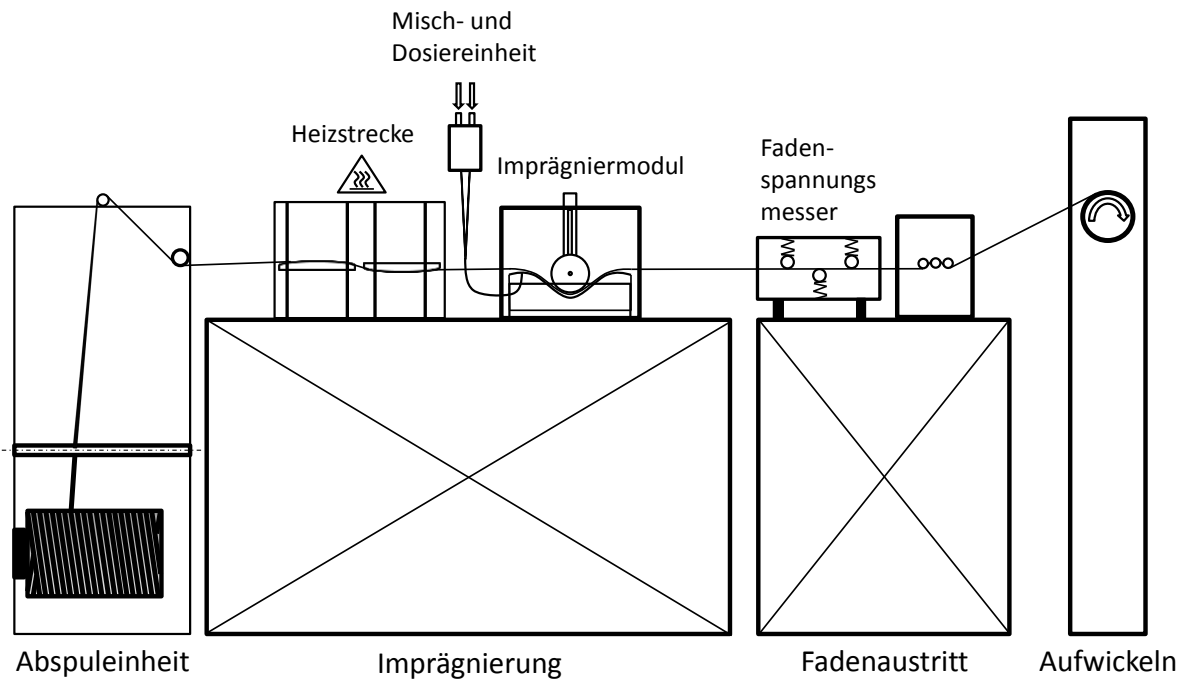 Misch- und
Dosiereinheit
Heizstrecke
Imprägniermodul
Faden-
spannungs
messer
Abspuleinheit
Imprägnierung
Fadenaustritt
Aufwickeln